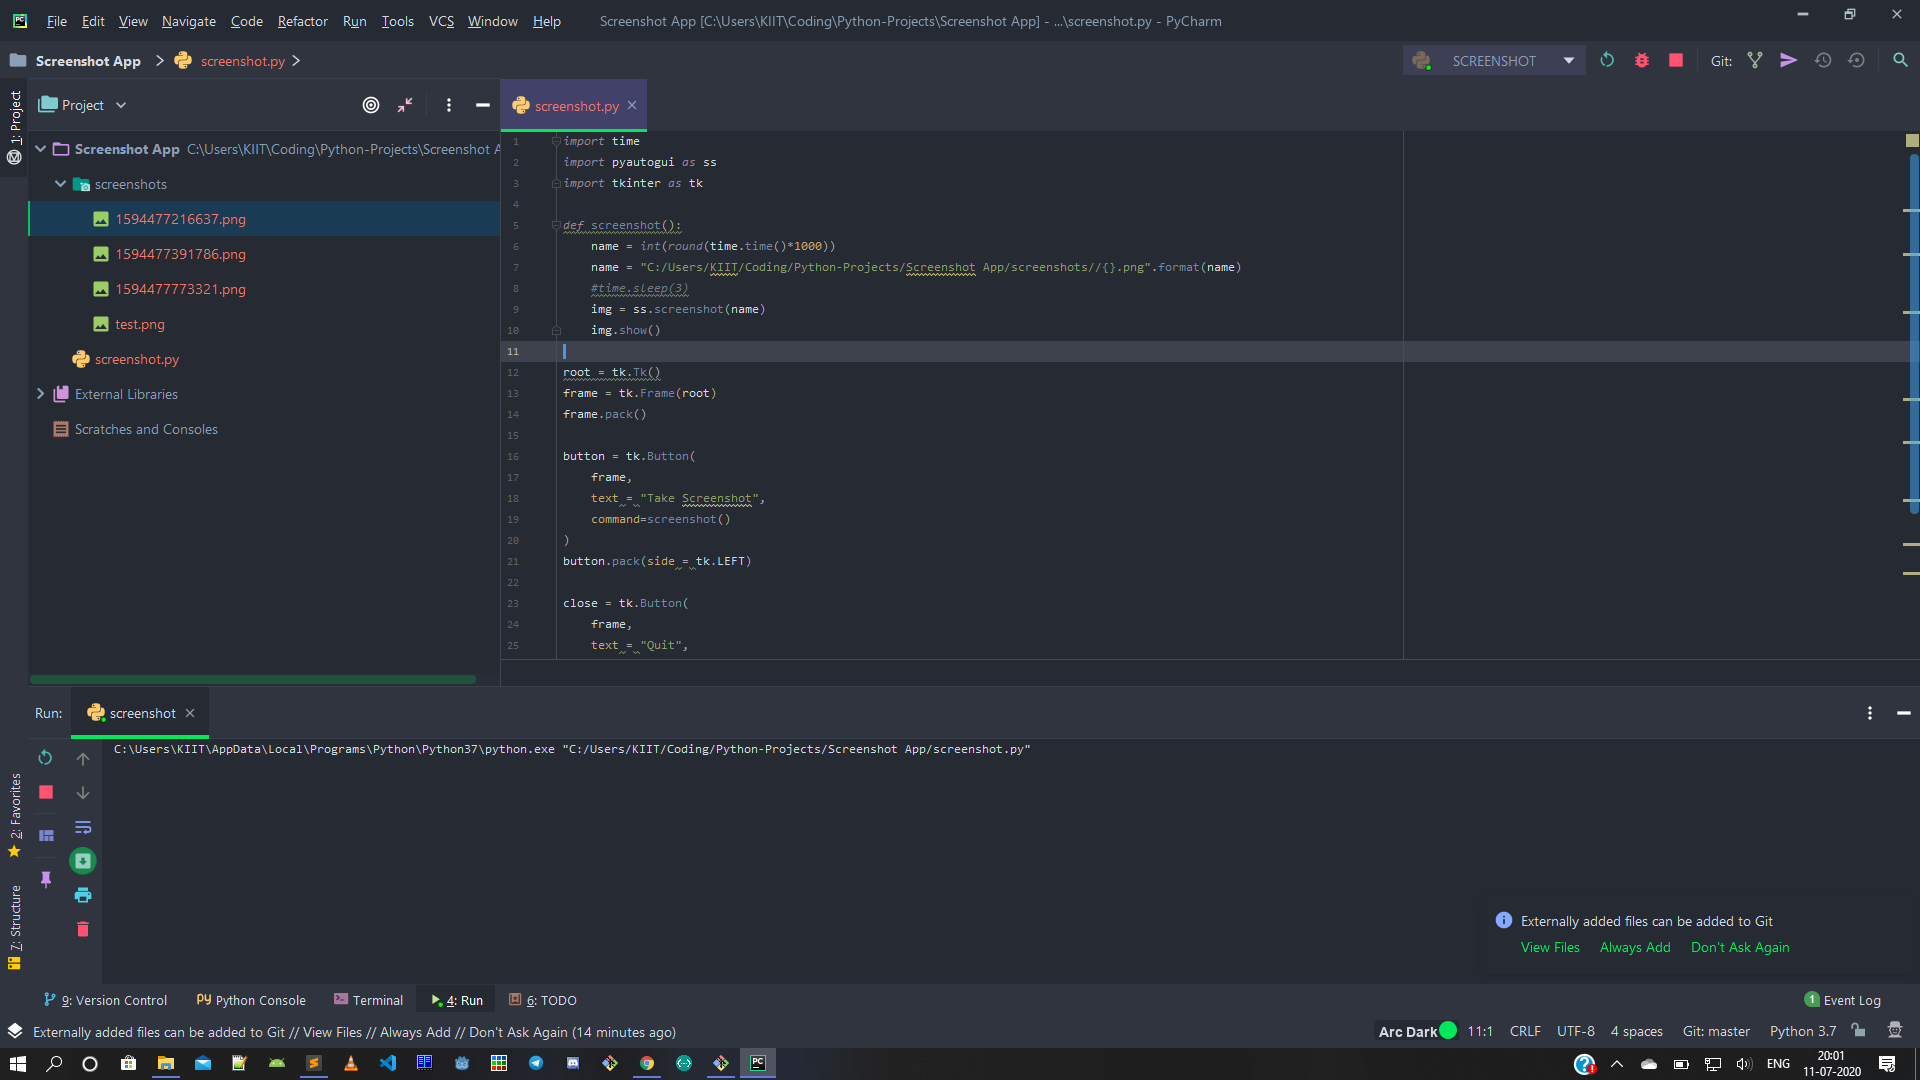 File Edit View Navigate Code Refactor Run Tools VCS Window Help Screenshot App [C:\Users\KIIT\Coding\Python-Projects\Screenshot App] - ...\screenshot.py - PyCharm
Screenshot App screenshot.py SCREENSHOT Git:
1: Project
Project
Screenshot App C:\Users\KIIT\Coding\Python-Projects\Screenshot A
screenshots
1594477216637.png
1594477391786.png
1594477773321.png
test.png
screenshot.py
External Libraries
Scratches and Consoles
screenshot.py
1 import time
2 import pyautogui as ss
3 import tkinter as tk
4
5 def screenshot():
6 name = int(round(time.time()*1000))
7 name = "C:/Users/KIIT/Coding/Python-Projects/Screenshot App/screenshots//{}.png".format(name)
8 #time.sleep(3)
9 img = ss.screenshot(name)
10 img.show()
11
12 root = tk.Tk()
13 frame = tk.Frame(root)
14 frame.pack()
15
16 button = tk.Button(
17 frame,
18 text = "Take Screenshot",
19 command=screenshot()
20 )
21 button.pack(side = tk.LEFT)
22
23 close = tk.Button(
24 frame,
25 text = "Quit",
Run: screenshot
C:\Users\KIIT\AppData\Local\Programs\Python\Python37\python.exe "C:/Users/KIIT/Coding/Python-Projects/Screenshot App/screenshot.py"
2: Favorites
7: Structure
Externally added files can be added to Git
View Files Always Add Don't Ask Again
9: Version Control Python Console Terminal 4: Run 6: TODO 1 Event Log
Externally added files can be added to Git // View Files // Always Add // Don't Ask Again (14 minutes ago) Arc Dark 11:1 CRLF UTF-8 4 spaces Git: master Python 3.7
PC ENG 20:01
11-07-2020